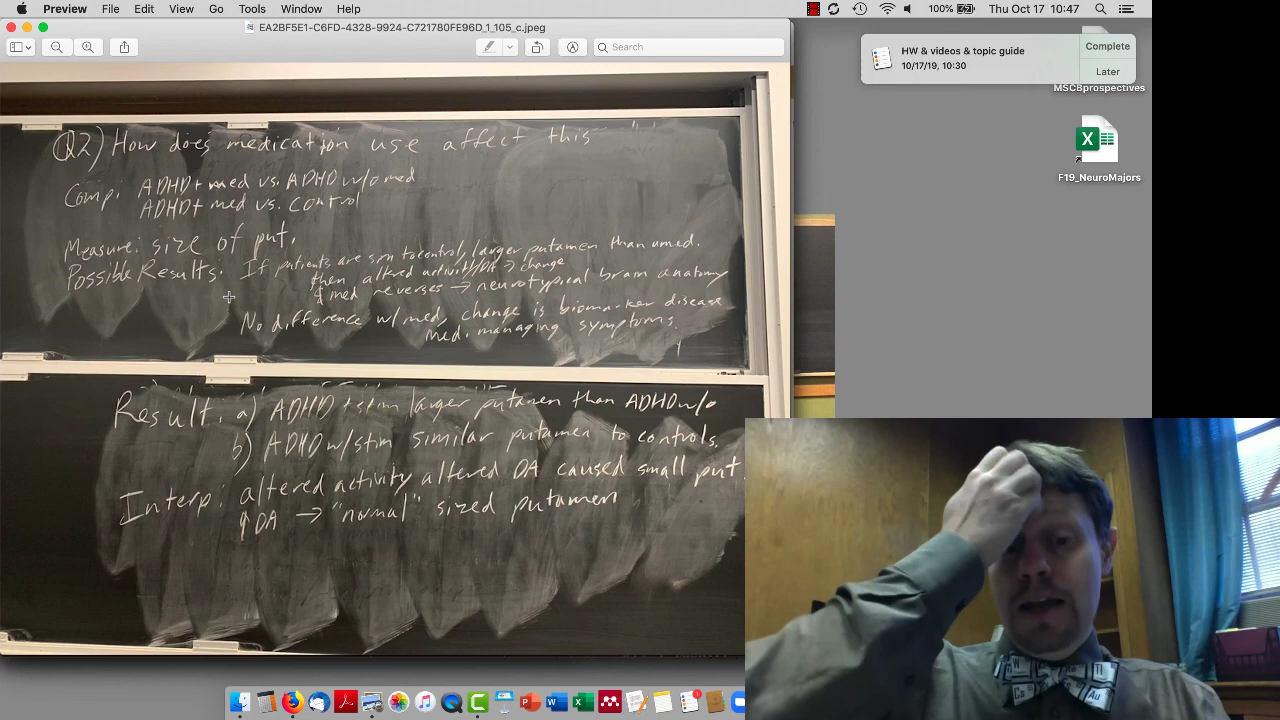 Preview File Edit View Go Tools Window Help
100% Thu Oct 17 10:47
EA2BF5E1-C6FD-4328-9924-C721780FE96D_1_105_c.jpeg
Search
HW & videos & topic guide
10/17/19, 10:30
Complete
Later
MSCBprospectives
F19_NeuroMajors
Q2) How does medication use affect this
Comp: ADHD+med vs. ADHD w/o med
ADHD+ med vs. control
Measure: size of put.
Possible Results: If patients are sim to control, larger putamen than unmed.
then altered activity/DA → change
& med reverses → neurotypical brain anatomy
No difference w/med, change is biomarker disease
med. managing symptoms.
Result: a) ADHD +stim larger putamen than ADHD w/o
b) ADHD w/stim similar putamen to controls.
Interp: altered activity altered DA caused small put.
↑DA → "normal" sized putamen
W
Co
Au